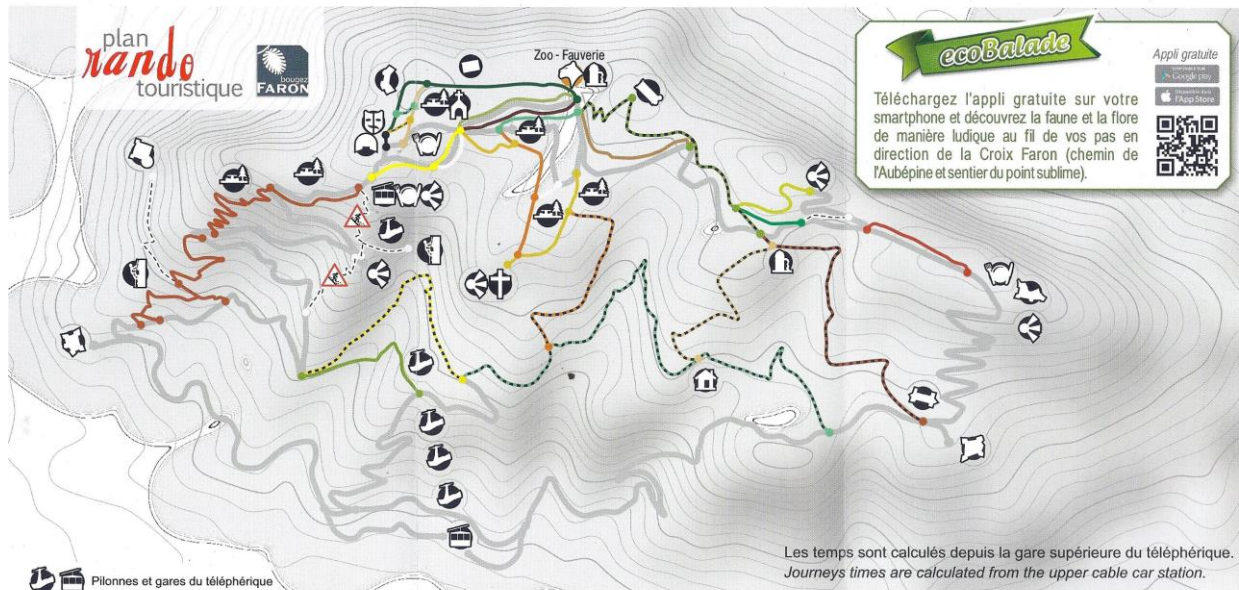 plan
rando
touristique
bougez
FARON
Zoo - Fauverie
ecoBalade
Appli gratuite
Google play
l'App Store
Téléchargez l'appli gratuite sur votre
smartphone et découvrez la faune et la flore
de manière ludique au fil de vos pas en
direction de la Croix Faron (chemin de
l'Aubépine et sentier du point sublime).
Les temps sont calculés depuis la gare supérieure du téléphérique.
Journeys times are calculated from the upper cable car station.
Pilonnes et gares du téléphérique